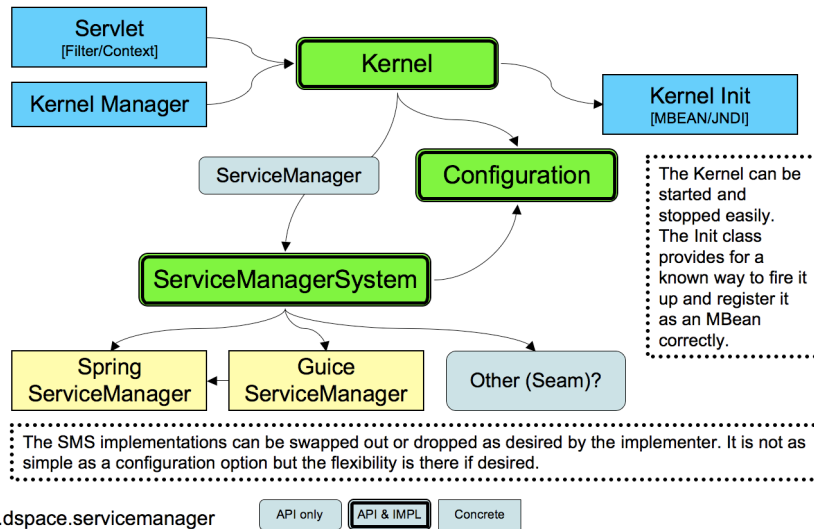 Servlet
[Filter/Context]
Kernel
Kernel Manager
Kernel Init
[MBEAN/JNDI]
ServiceManager
Configuration
The Kernel can be
started and
stopped easily.
The Init class
provides for a
known way to fire it
up and register it
as an MBean
correctly.
ServiceManagerSystem
Spring
ServiceManager
Guice
ServiceManager
Other (Seam)?
The SMS implementations can be swapped out or dropped as desired by the implementer. It is not as
simple as a configuration option but the flexibility is there if desired.
.dspace.servicemanager
API only
API & IMPL
Concrete